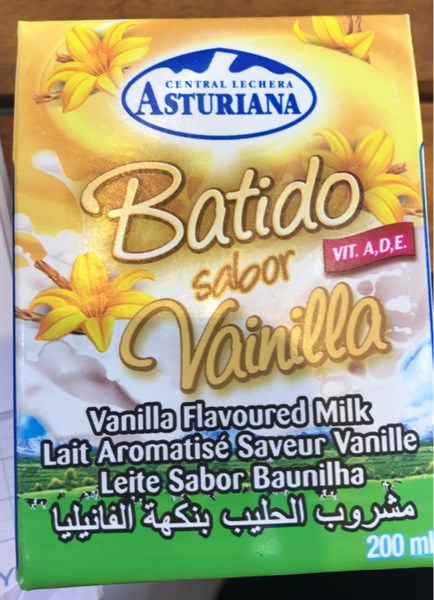 CENTRAL LECHERA
ASTURIANA
Batido
sabor
VIT. A,D,E.
Vainilla
Vanilla Flavoured Milk
Lait Aromatisé Saveur Vanille
Leite Sabor Baunilha
مشروب الحليب بنكهة الفانيليا
200 ml